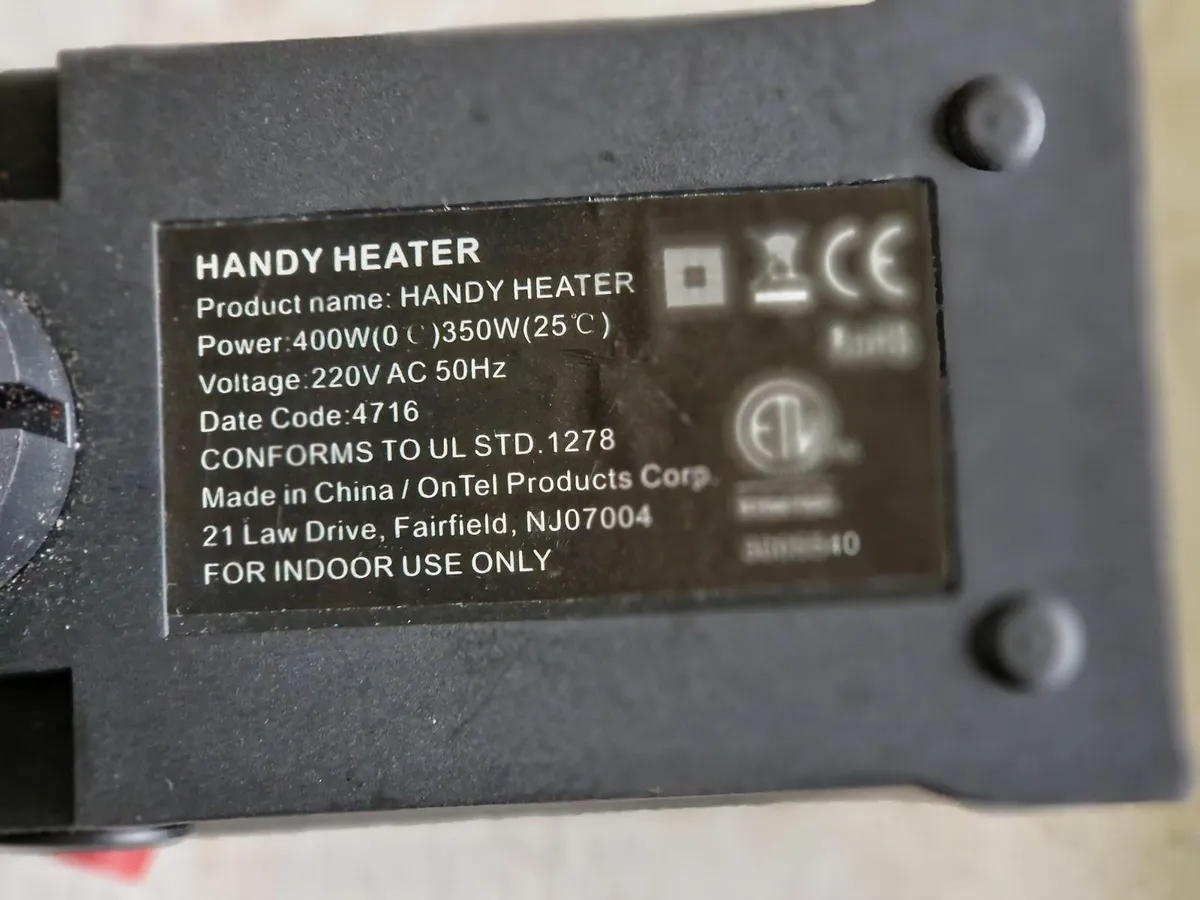 HANDY HEATER
Product name: HANDY HEATER
Power:400W(0℃)350W(25℃)
Voltage:220V AC 50Hz
Date Code:4716
CONFORMS TO UL STD.1278
Made in China / OnTel Products Corp.
21 Law Drive, Fairfield, NJ07004
FOR INDOOR USE ONLY
CE
RoHS
ETL
Intertek